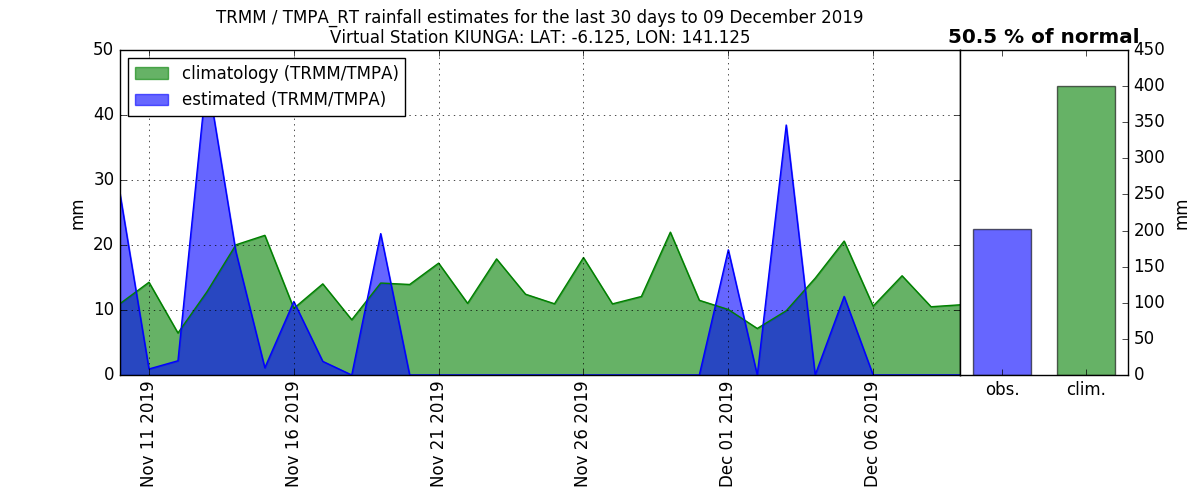 TRMM / TMPA_RT rainfall estimates for the last 30 days to 09 December 2019
Virtual Station KIUNGA: LAT: -6.125, LON: 141.125
50.5 % of normal
climatology (TRMM/TMPA)
estimated (TRMM/TMPA)
50
40
30
20
10
0
mm
Nov 11 2019
Nov 16 2019
Nov 21 2019
Nov 26 2019
Dec 01 2019
Dec 06 2019
450
400
350
300
250
200
150
100
50
0
mm
obs.
clim.